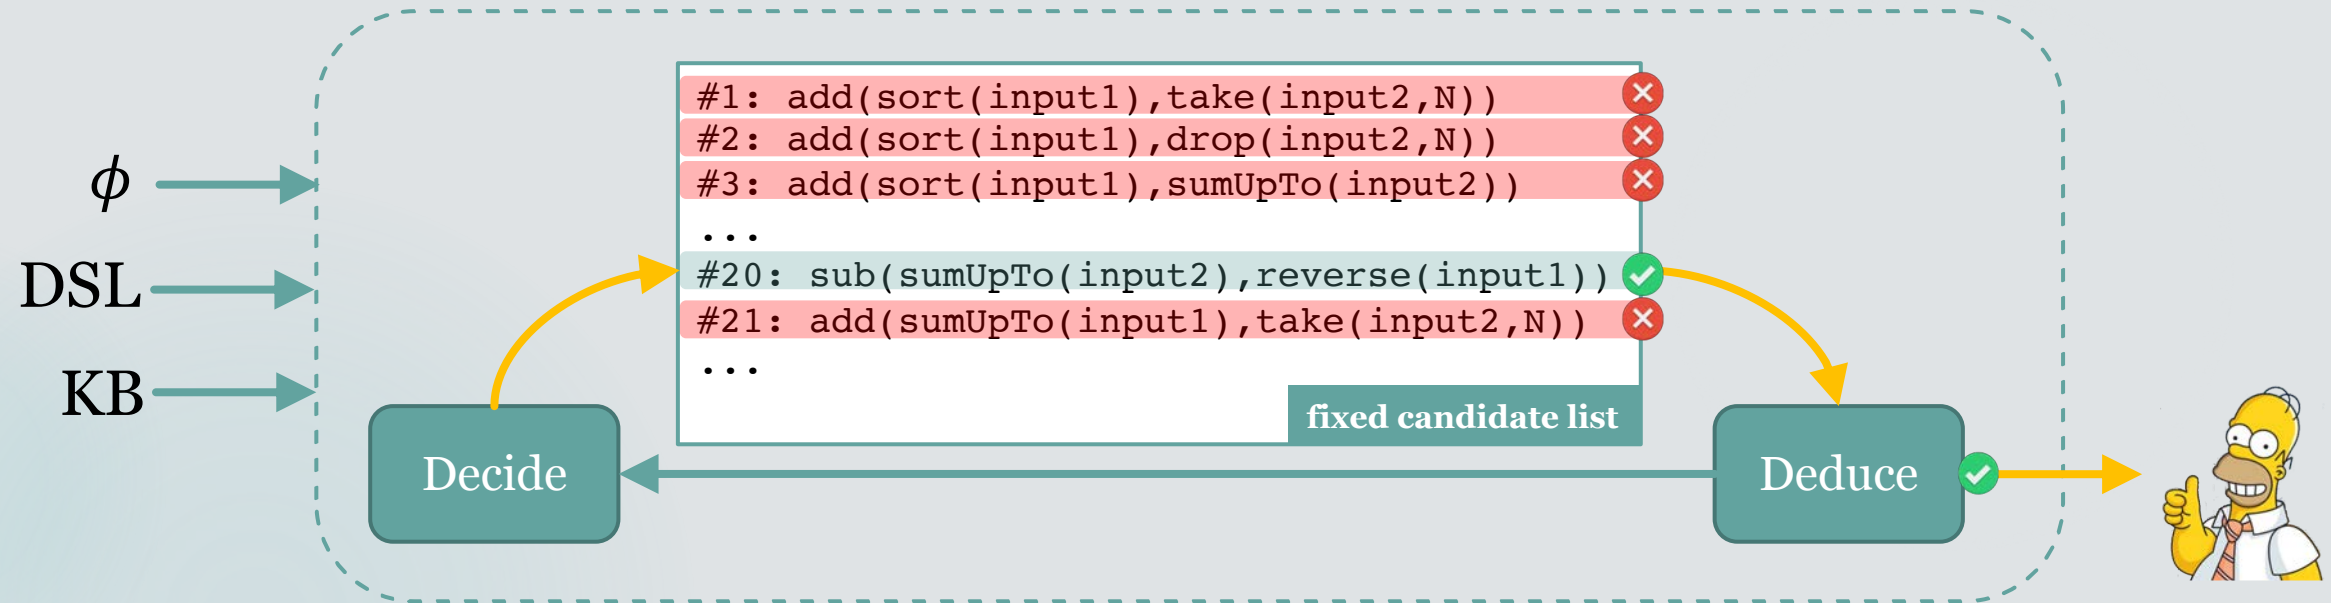 #1: add(sort(input1),take(input2,N))
#2: add(sort(input1),drop(input2,N))
#3: add(sort(input1),sumUpTo(input2))
...
#20: sub(sumUpTo(input2),reverse(input1))
#21: add(sumUpTo(input1),take(input2,N))
...
fixed candidate list
ϕ
DSL
KB
Decide
Deduce